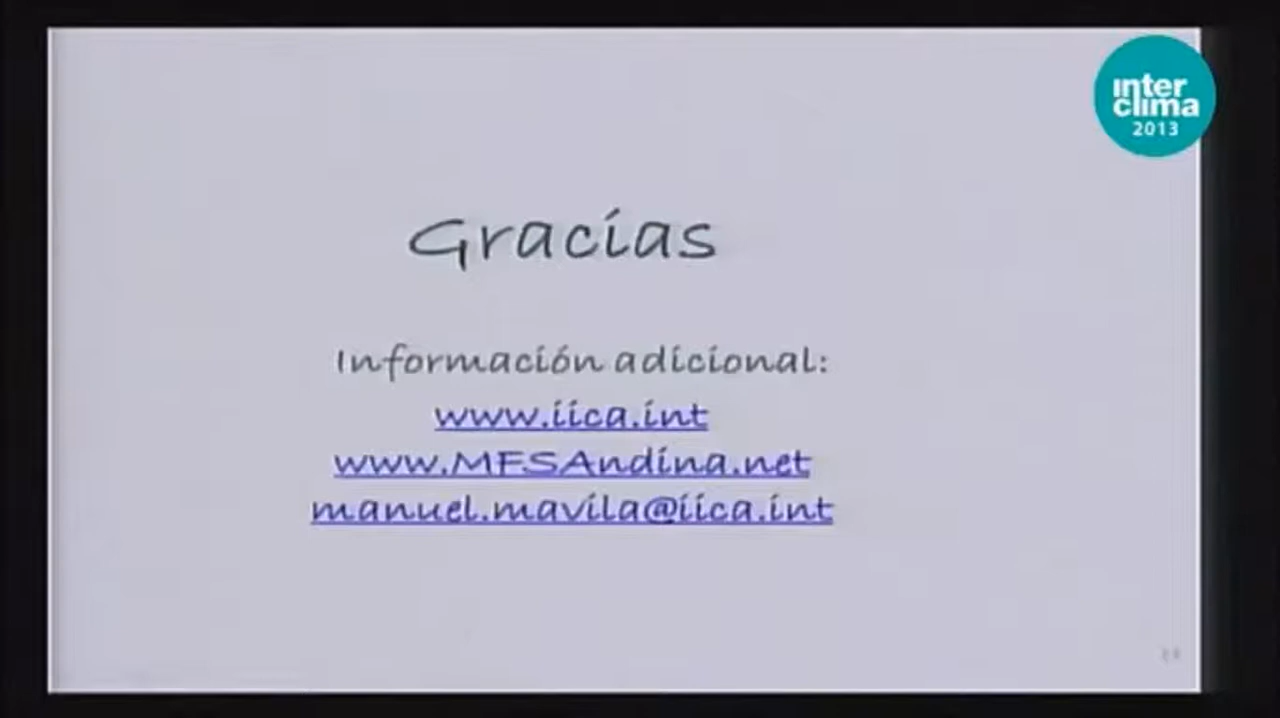 inter
clima
2013
Gracias
Información adicional:
www.iica.int
www.MFSAndina.net
manuel.mavila@iica.int